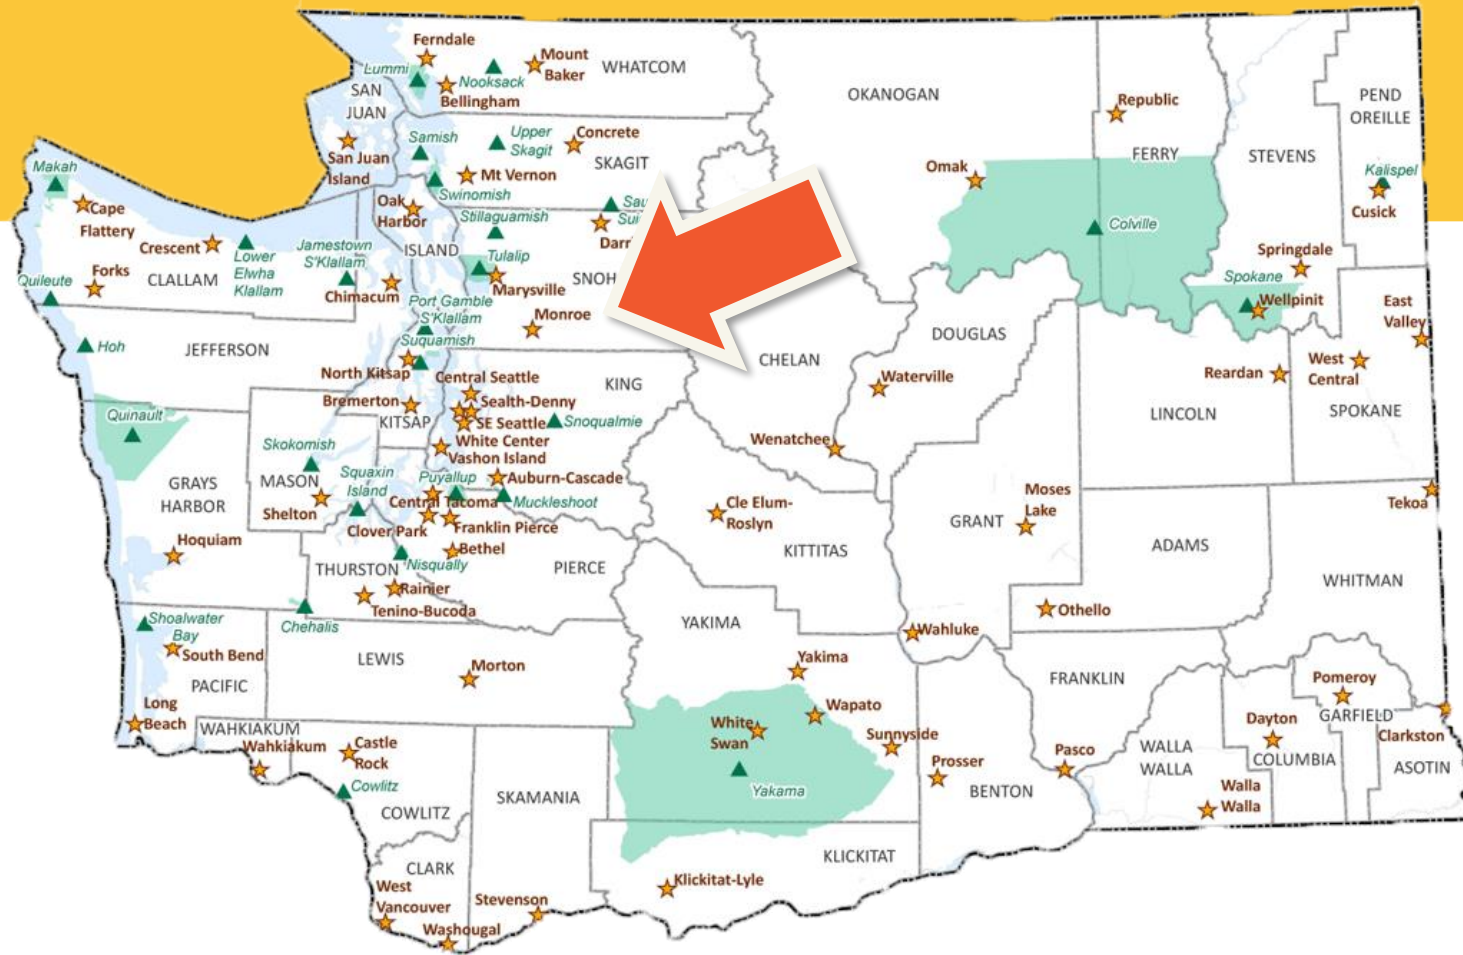 Ferndale
Mount
Baker
WHATCOM
Lummi
Nooksack
Bellingham
SAN
JUAN
San Juan
Island
Samish
Upper
Skagit
Concrete
SKAGIT
Mt Vernon
Swinomish
Oak
Harbor
Stillaguamish
ISLAND
Tulalip
Marysville
Monroe
Makah
Cape
Flattery
Crescent
Lower
Elwha
Klallam
Jamestown
S'Klallam
Chimacum
Forks
CLALLAM
Quileute
Port Gamble
S'Klallam
Suquamish
Hoh
JEFFERSON
North Kitsap
Bremerton
KITSAP
Central Seattle
Sealth-Denny
SE Seattle
White Center
Vashon Island
KING
Snoqualmie
Auburn-Cascade
Muckleshoot
Puyallup
Central Tacoma
Clover Park
Franklin Pierce
Bethel
Nisqually
PIERCE
Quinault
GRAYS
HARBOR
Hoquiam
Skokomish
MASON
Shelton
Squaxin
Island
THURSTON
Rainier
Tenino-Bucoda
Chehalis
Shoalwater
Bay
South Bend
PACIFIC
Long
Beach
LEWIS
Morton
WAHKIAKUM
Wahkiakum
Castle
Rock
Cowlitz
COWLITZ
SKAMANIA
CLARK
West
Vancouver
Washougal
Stevenson
OKANOGAN
Omak
Republic
FERRY
Colville
STEVENS
PEND
OREILLE
Kalispel
Cusick
Springdale
Spokane
Wellpinit
East
Valley
West
Central
SPOKANE
Reardan
LINCOLN
DOUGLAS
Waterville
CHELAN
Wenatchee
Cle Elum-
Roslyn
KITTITAS
GRANT
Moses
Lake
ADAMS
Othello
Tekoa
WHITMAN
YAKIMA
Yakima
Wahluke
White
Swan
Wapato
Sunnyside
Yakama
Prosser
BENTON
KLICKITAT
Klickitat-Lyle
FRANKLIN
Pasco
WALLA
WALLA
Walla
Walla
Dayton
COLUMBIA
Pomeroy
GARFIELD
Clarkston
ASOTIN